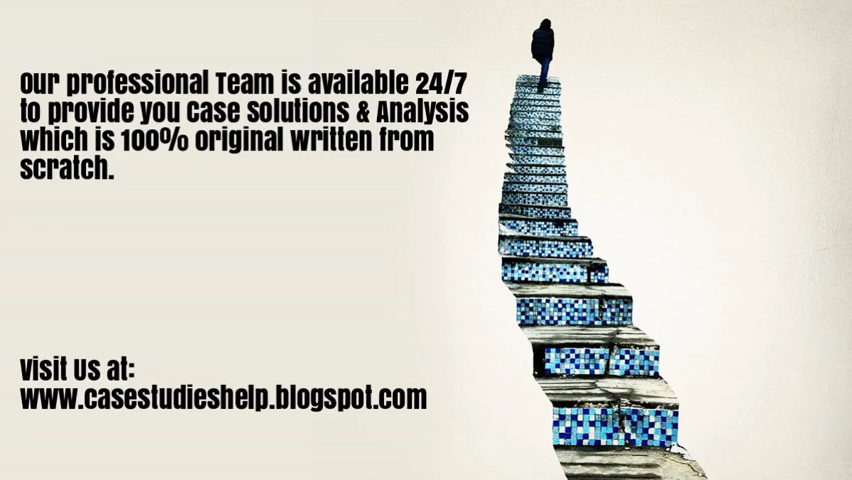 Our professional Team is available 24/7
to provide you Case Solutions & Analysis
which is 100% original written from
scratch.
Visit Us at:
www.casestudieshelp.blogspot.com